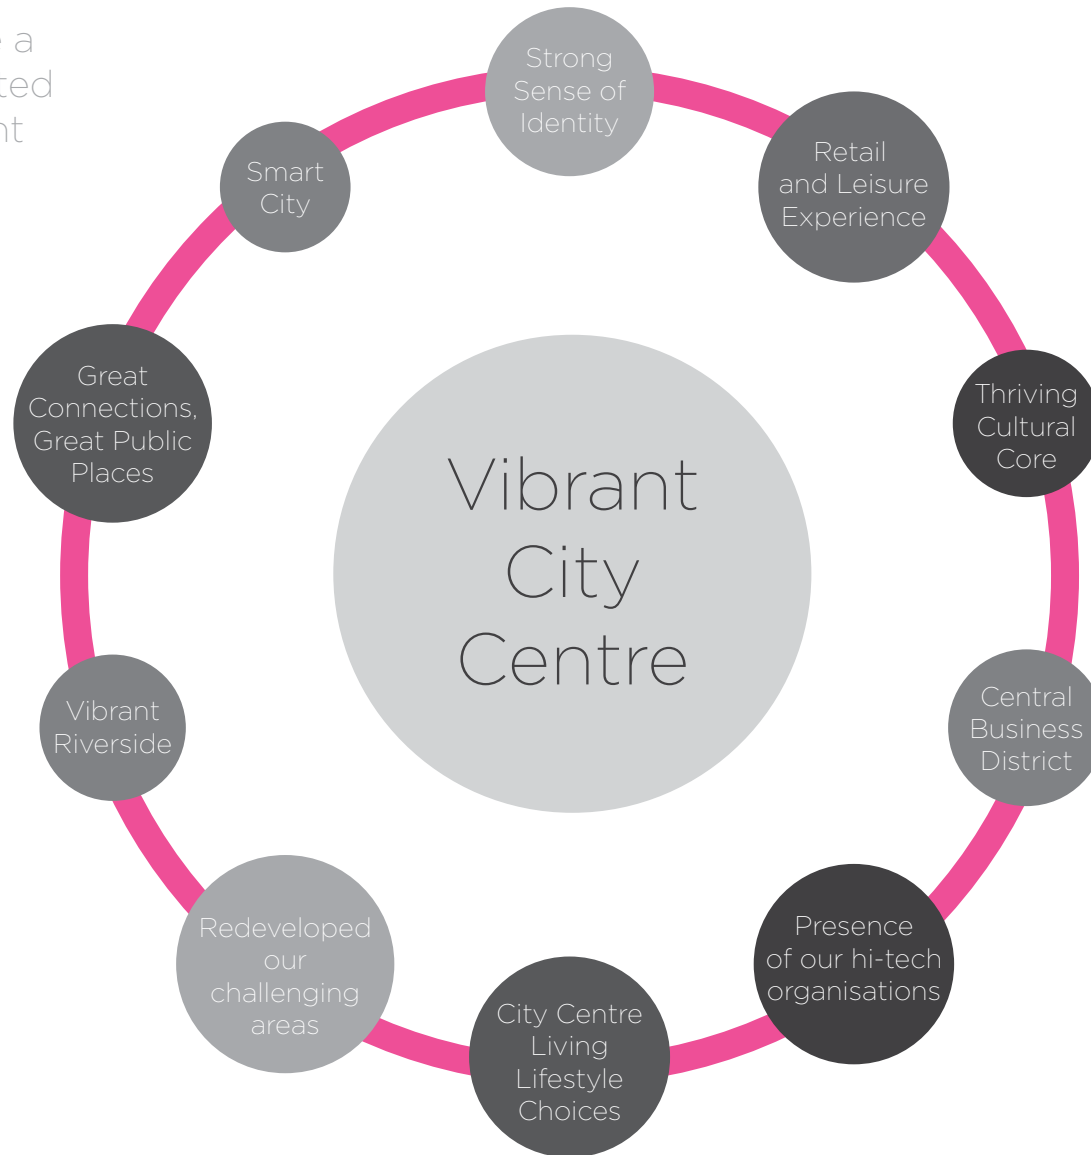 a
nt
Strong
Sense of
Identity
Retail
and Leisure
Experience
Thriving
Cultural
Core
Central
Business
District
Presence
of our hi-tech
organisations
City Centre
Living
Lifestyle
Choices
Redeveloped
our
challenging
areas
Vibrant
Riverside
Great
Connections,
Great Public
Places
Smart
City
Vibrant
City
Centre